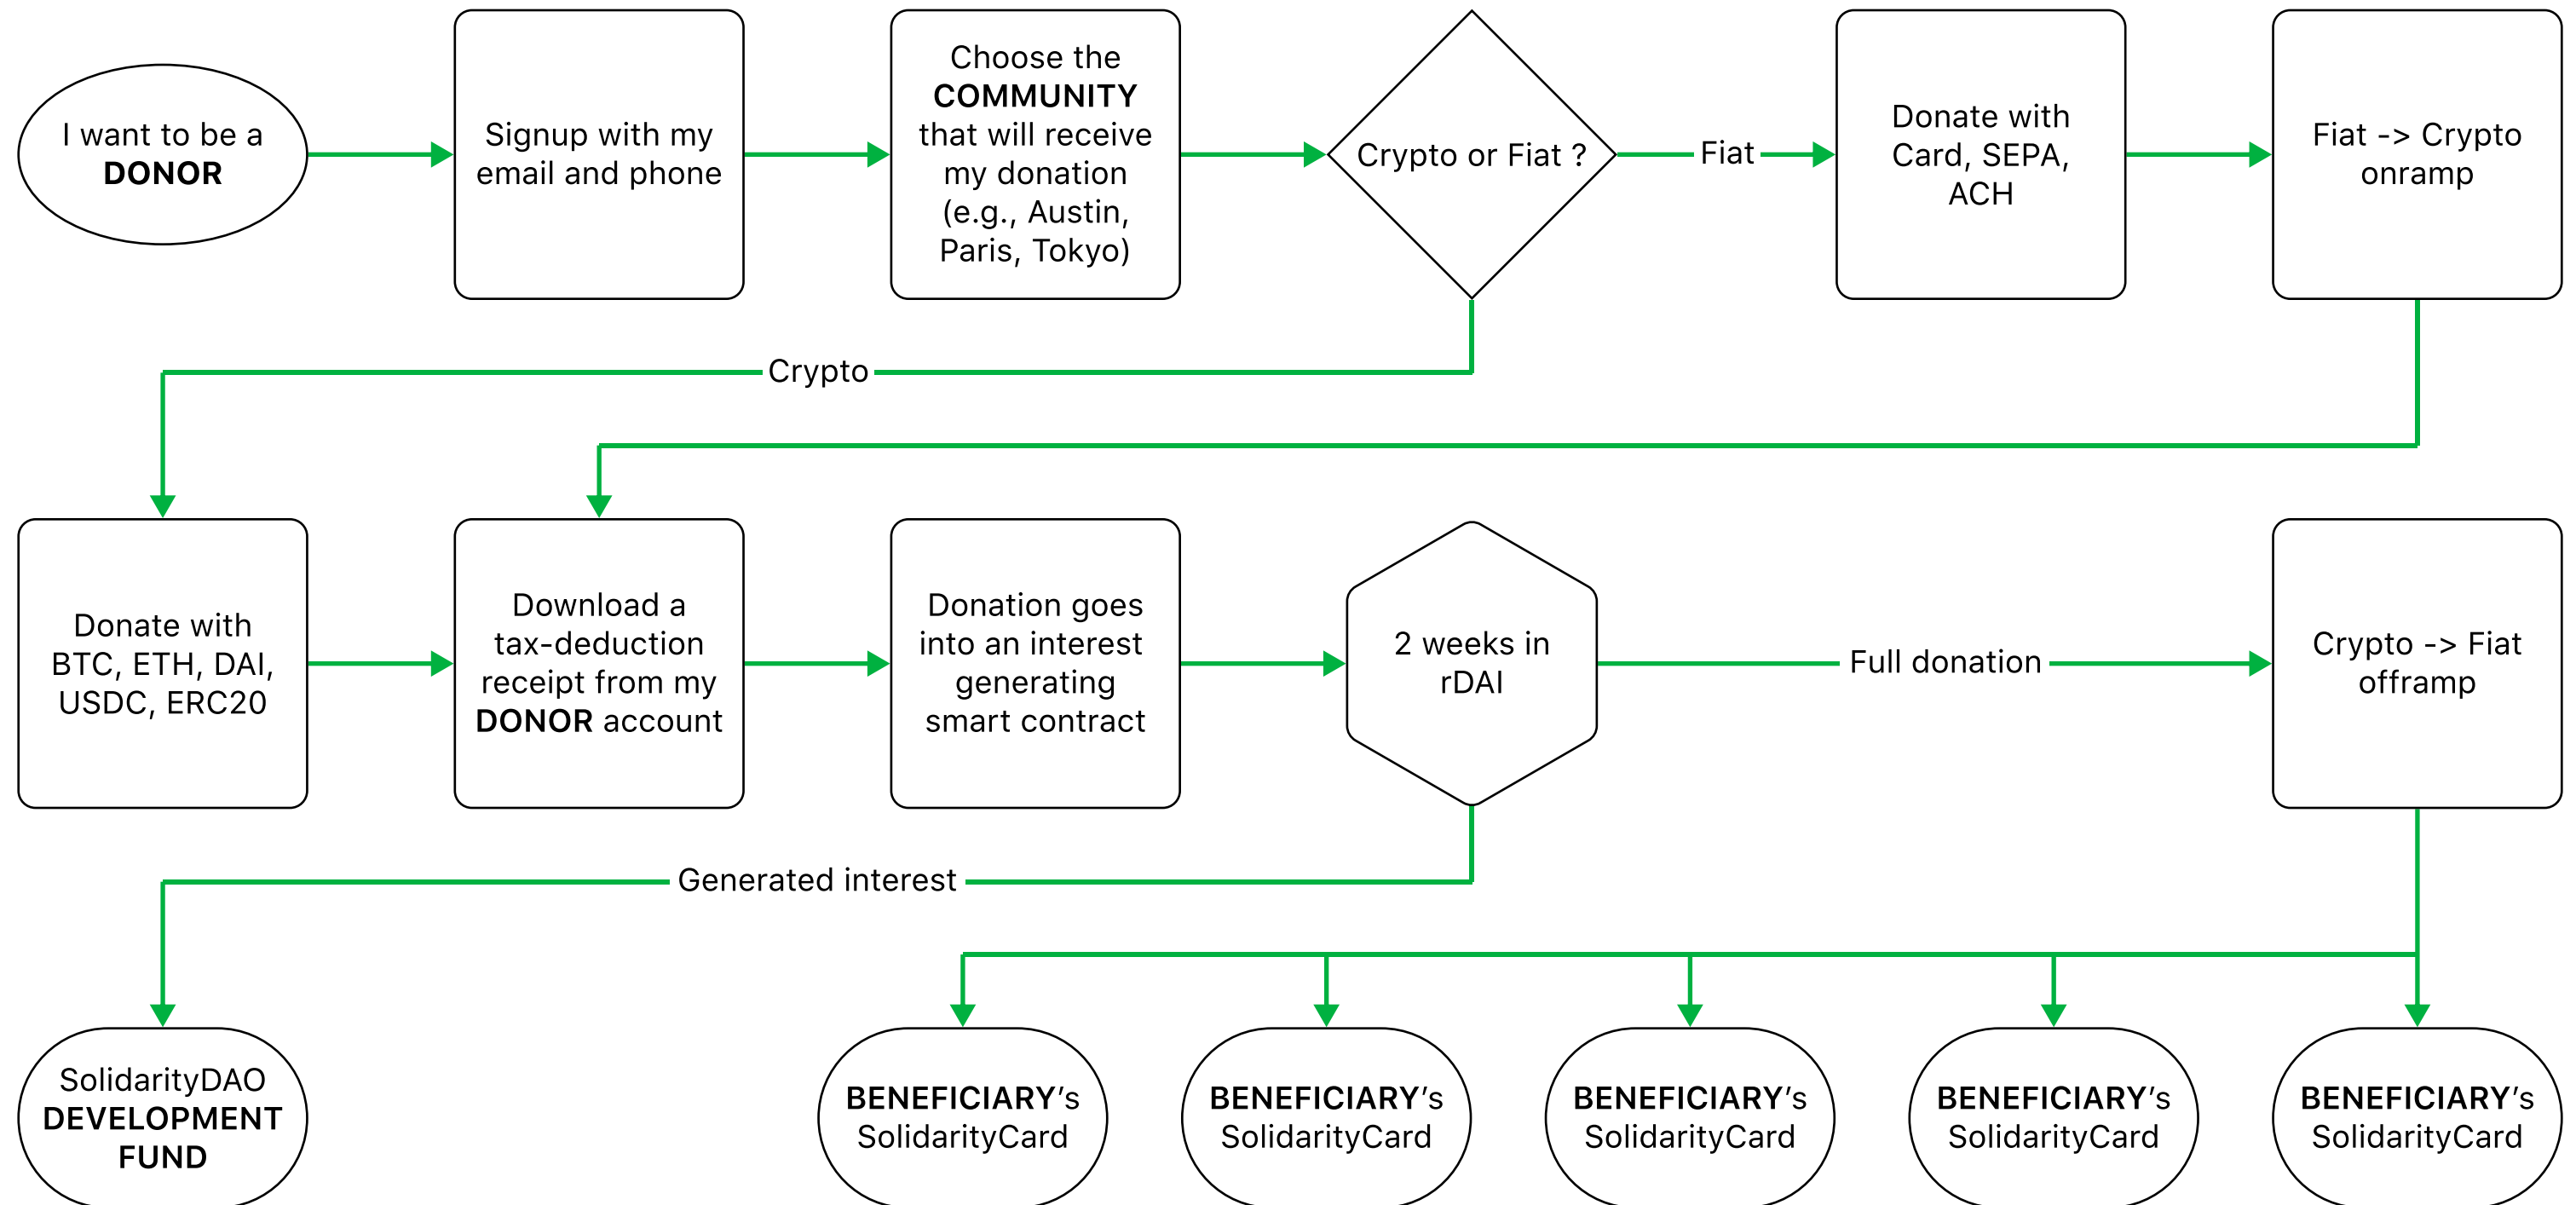 I want to be a
DONOR
Signup with my
email and phone
Choose the
COMMUNITY
that will receive
my donation
(e.g., Austin,
Paris, Tokyo)
Crypto or Fiat ?
Fiat
Donate with
Card, SEPA,
ACH
Fiat -> Crypto
onramp
Crypto
Donate with
BTC, ETH, DAI,
USDC, ERC20
Download a
tax-deduction
receipt from my
DONOR account
Donation goes
into an interest
generating
smart contract
2 weeks in
rDAI
Full donation
Crypto -> Fiat
offramp
Generated interest
SolidarityDAO
DEVELOPMENT
FUND
BENEFICIARY’s
SolidarityCard
BENEFICIARY’s
SolidarityCard
BENEFICIARY’s
SolidarityCard
BENEFICIARY’s
SolidarityCard
BENEFICIARY’s
SolidarityCard